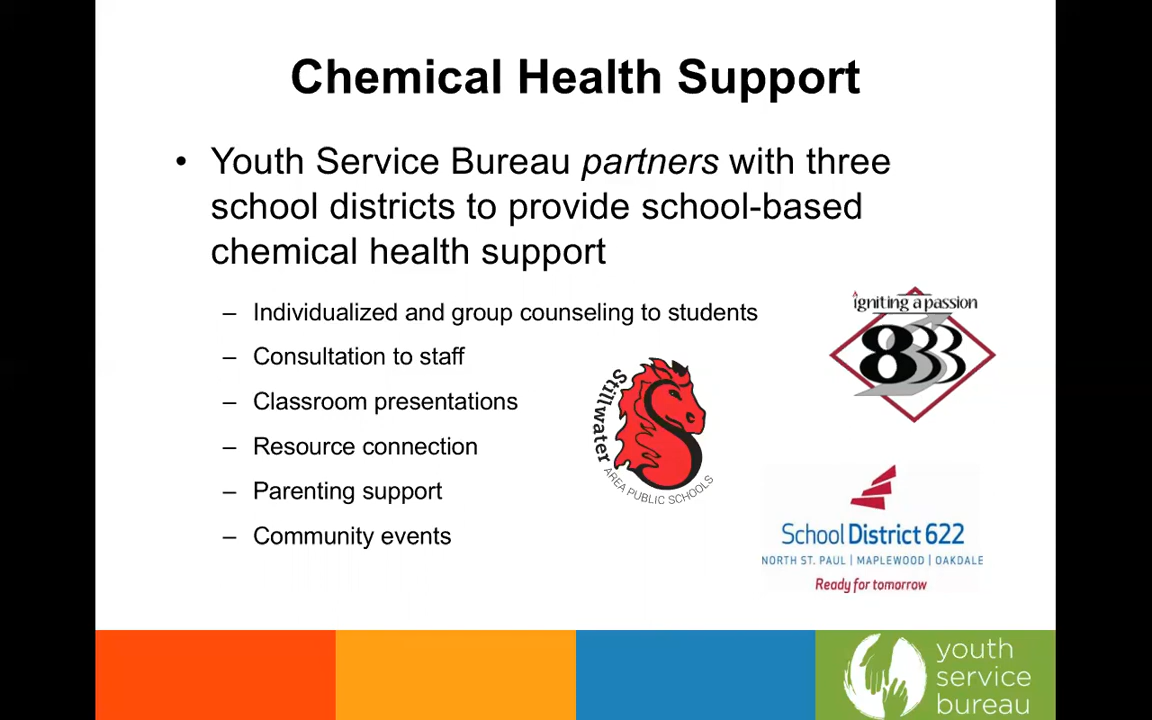 Chemical Health Support
• Youth Service Bureau partners with three
school districts to provide school-based
chemical health support
– Individualized and group counseling to students
– Consultation to staff
– Classroom presentations
– Resource connection
– Parenting support
– Community events
igniting a passion
833
Stillwater
AREA PUBLIC SCHOOLS
School District 622
NORTH ST. PAUL | MAPLEWOOD | OAKDALE
Ready for tomorrow
youth
service
bureau